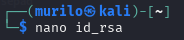 ┌──(murilo㉿kali)-[~]
└─$ nano id_rsa